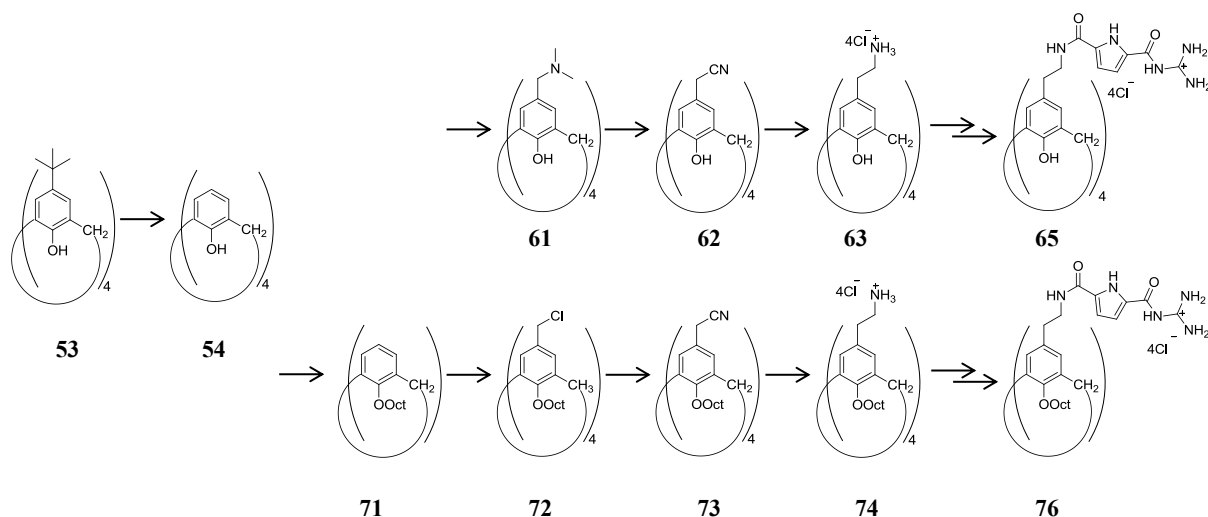 4Cl⁻ NH₃⁺
O H N O
HN NH₂
HN + NH₂
4Cl⁻
N CN
CH₂ CH₂ CH₂ CH₂
OH OH OH OH
4 4 4 4
CH₂ CH₂
OH OH
4 4
61 62 63 65
53 54
4Cl⁻ NH₃⁺
O H N O
HN NH₂
HN + NH₂
4Cl⁻
Cl CN
CH₂ CH₃ CH₂ CH₂ CH₂
OOct OOct OOct OOct OOct
4 4 4 4 4
71 72 73 74 76